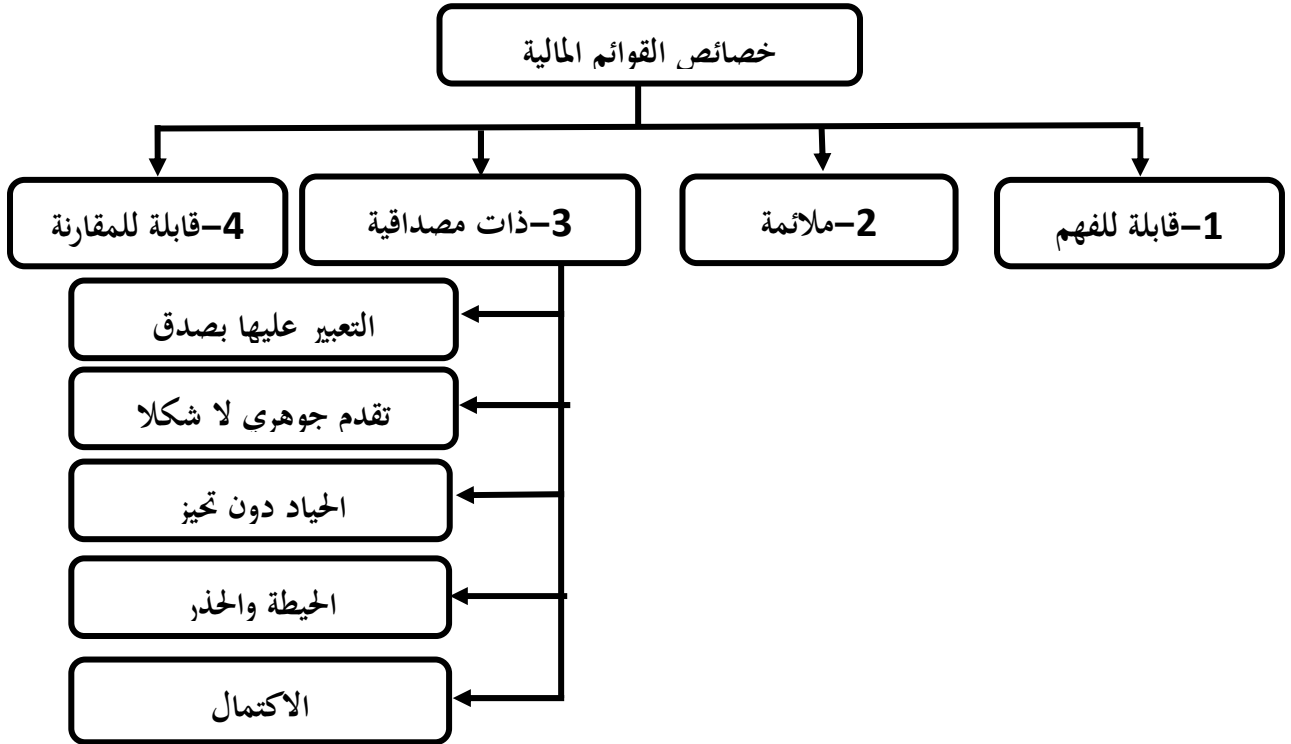 خصائص القوائم المالية
1–قابلة للفهم
2–ملائمة
3–ذات مصداقية
4–قابلة للمقارنة
التعبير عليها بصدق
تقدم جوهري لا شكلا
الحياد دون تحيز
الحيطة والحذر
الاكتمال